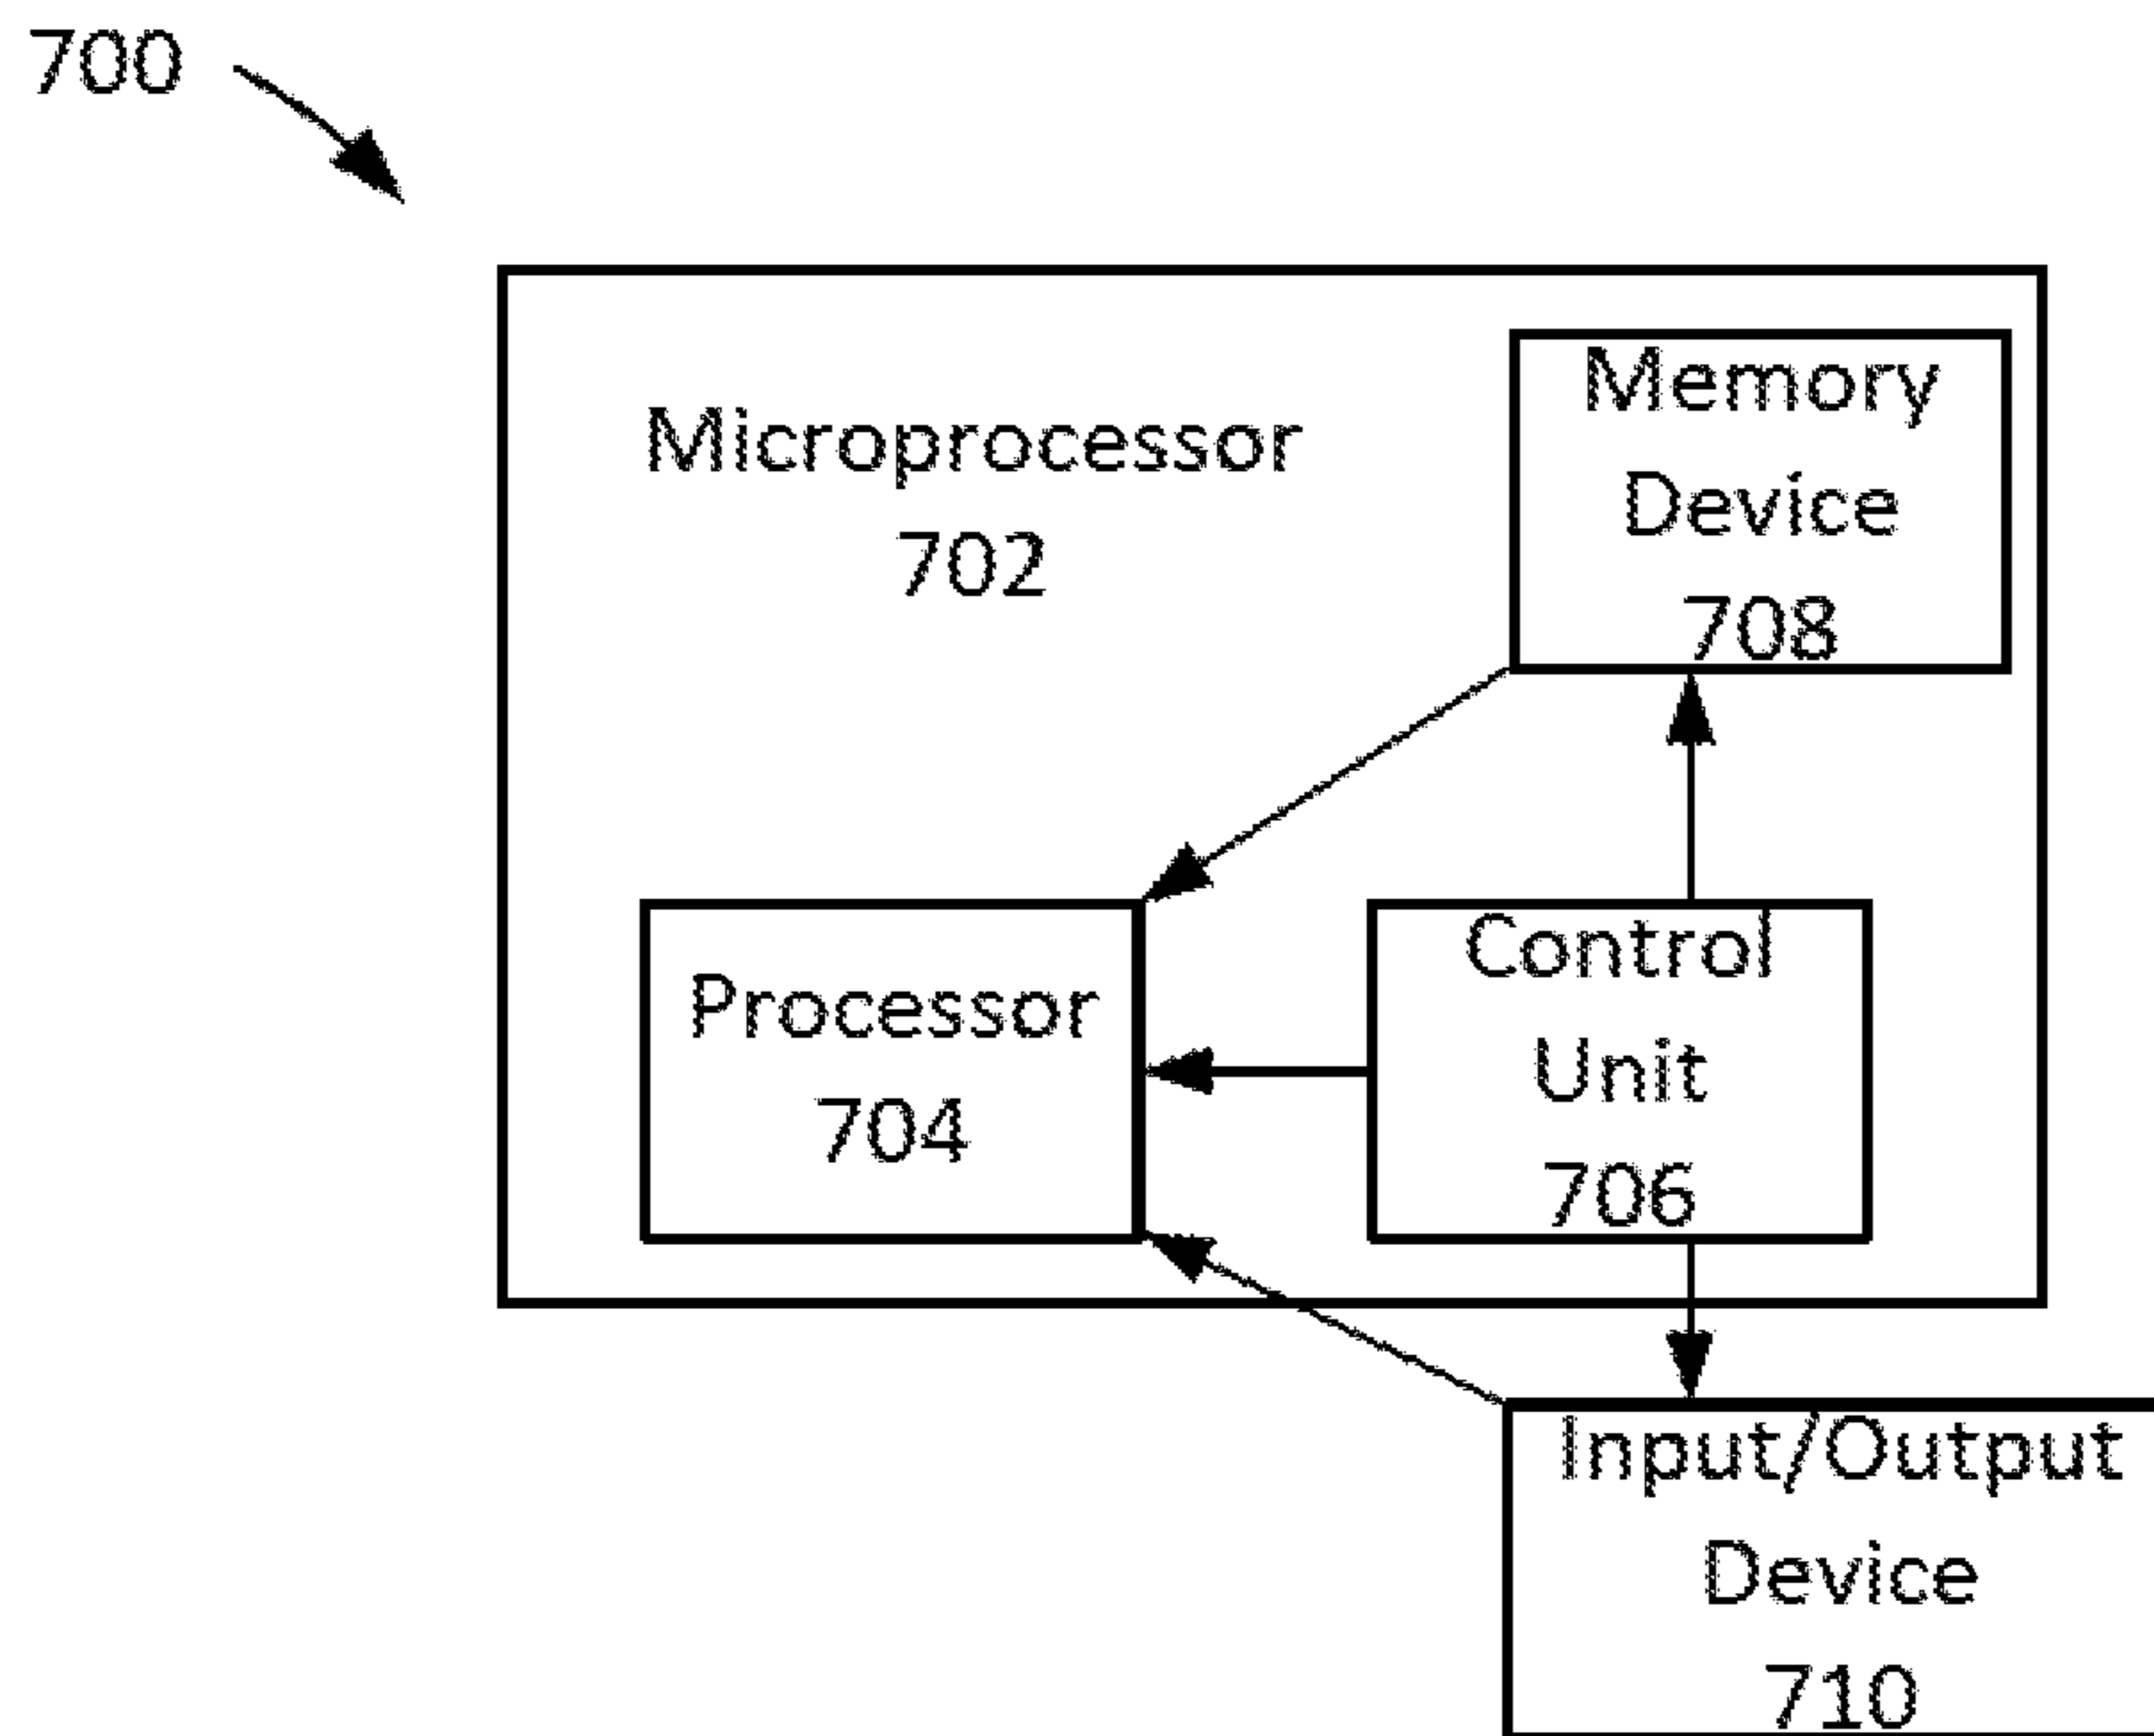 700
Microprocessor
702
Memory
Device
708
Processor
704
Control
Unit
706
Input/Output
Device
710